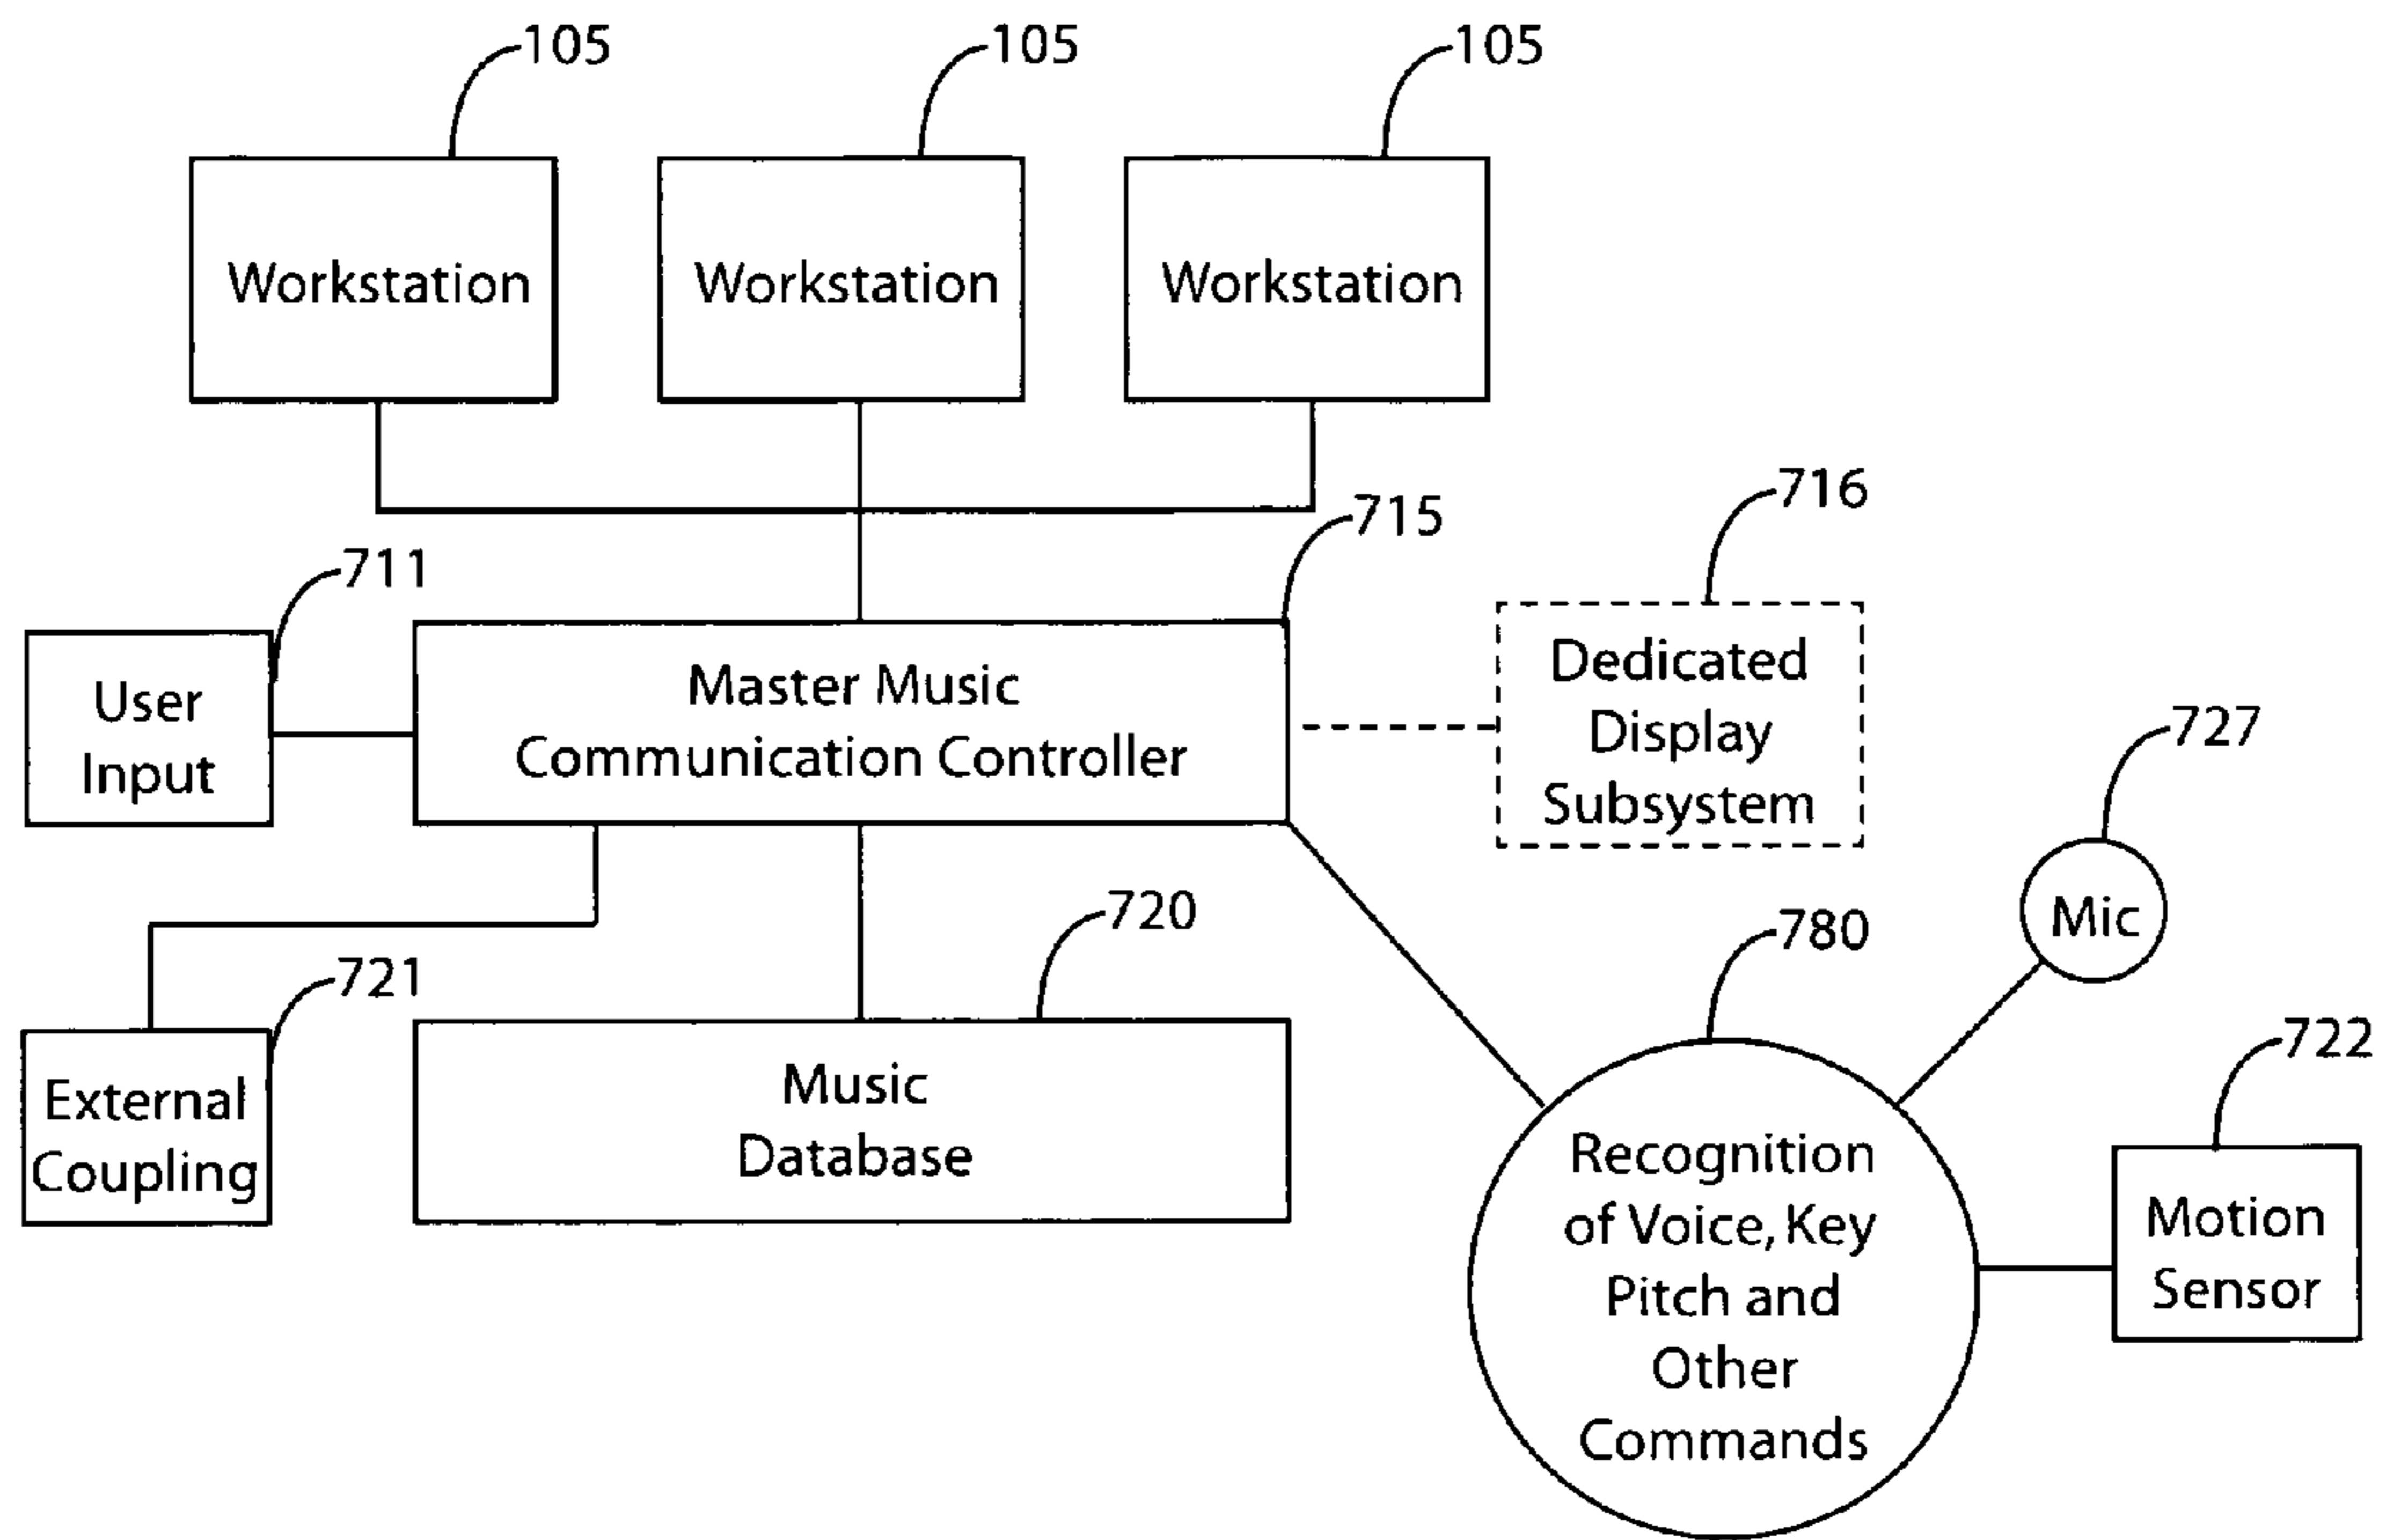 105
105
105
Workstation
Workstation
Workstation
715
716
711
User
Input
Master Music
Communication Controller
Dedicated
Display
Subsystem
727
Mic
720
780
721
722
External
Coupling
Music
Database
Recognition
of Voice, Key
Pitch and
Other
Commands
Motion
Sensor